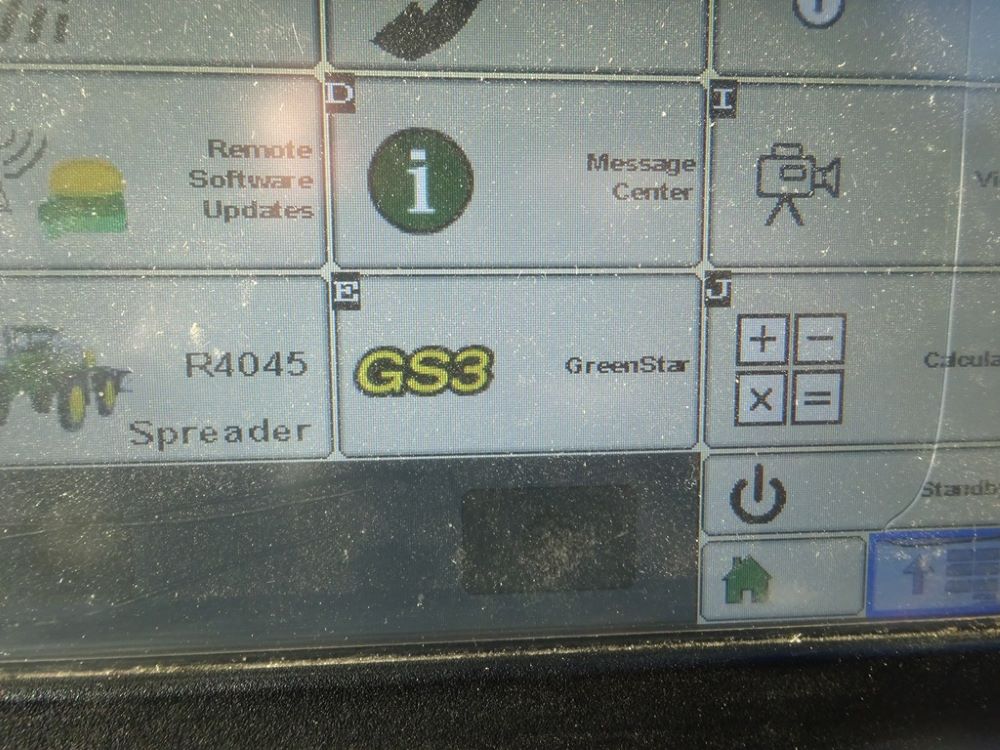 D
I
Remote
Software
Updates
i
Message
Center
E
J
R4045
Spreader
GS3
GreenStar
+ −
× =